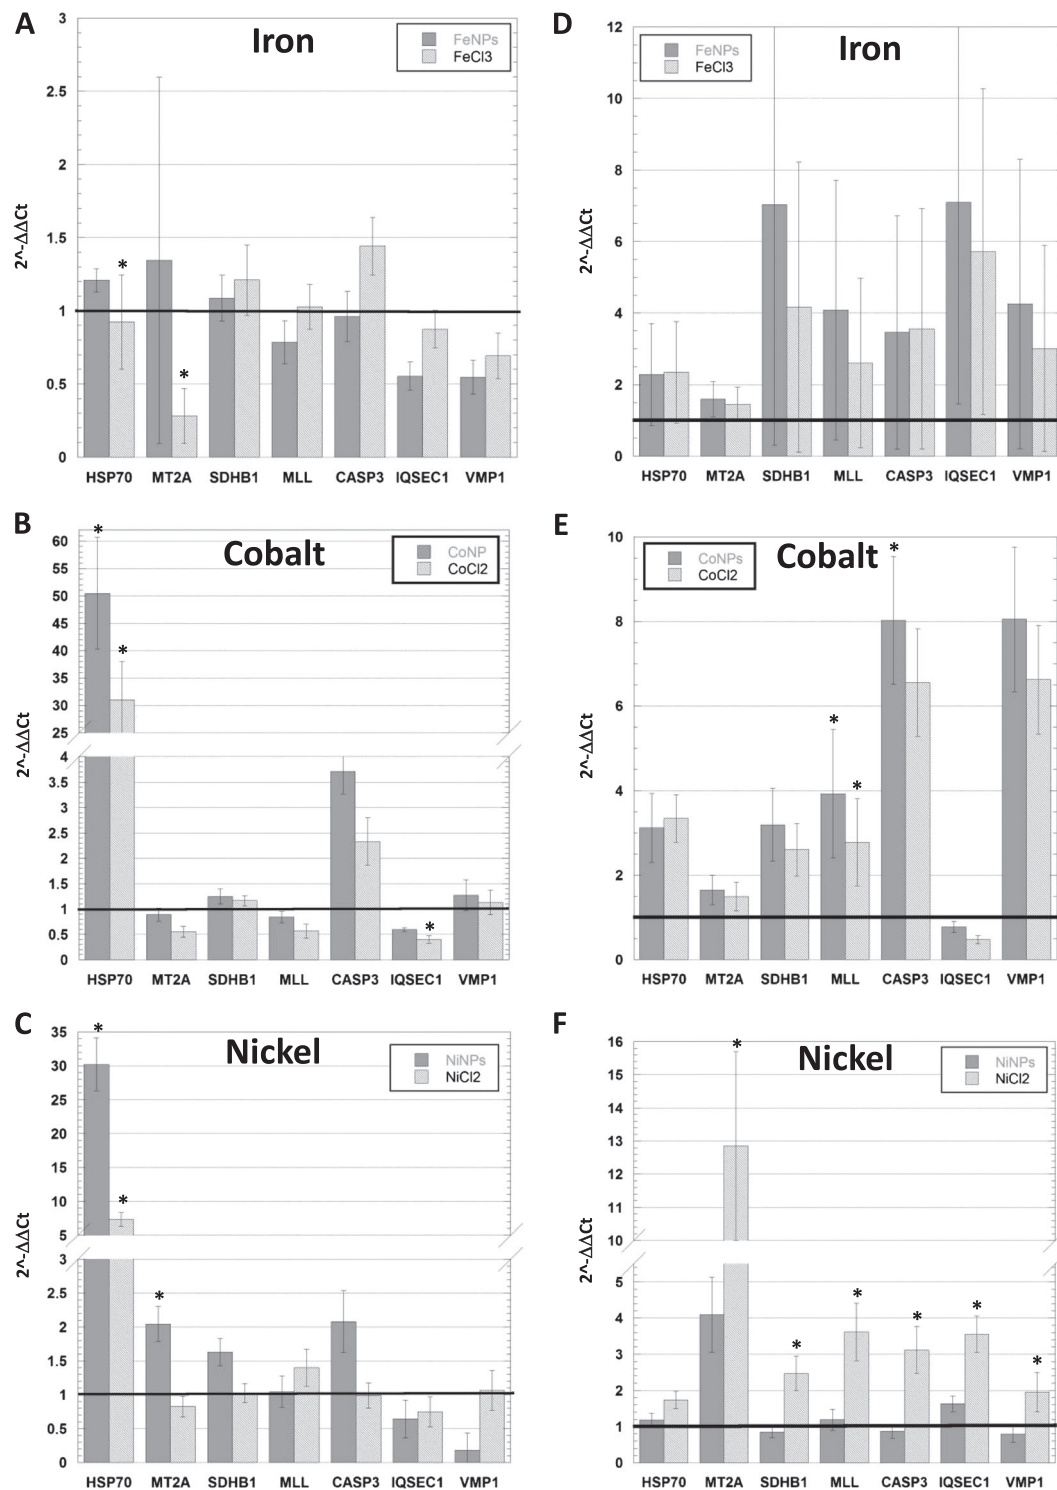 A
Iron
FeNPs
FeCl3
2^-ΔΔCt
3
2.5
2
1.5
1
0.5
0
*
*
HSP70 MT2A SDHB1 MLL CASP3 IQSEC1 VMP1
D
Iron
FeNPs
FeCl3
2^-ΔΔCt
12
10
8
6
4
2
0
HSP70 MT2A SDHB1 MLL CASP3 IQSEC1 VMP1
B
Cobalt
CoNP
CoCl2
2^-ΔΔCt
60
55
50
45
40
35
30
25
4
3.5
3
2.5
2
1.5
1
0.5
0
*
*
*
HSP70 MT2A SDHB1 MLL CASP3 IQSEC1 VMP1
E
Cobalt
CoNPs
CoCl2
2^-ΔΔCt
10
8
6
4
2
0
*
*
*
HSP70 MT2A SDHB1 MLL CASP3 IQSEC1 VMP1
C
Nickel
NiNPs
NiCl2
2^-ΔΔCt
35
30
25
20
15
10
5
3
2.5
2
1.5
1
0.5
0
*
*
*
HSP70 MT2A SDHB1 MLL CASP3 IQSEC1 VMP1
F
Nickel
NiNPs
NiCl2
2^-ΔΔCt
16
15
14
13
12
11
10
5
4
3
2
1
0
*
*
*
*
*
*
HSP70 MT2A SDHB1 MLL CASP3 IQSEC1 VMP1